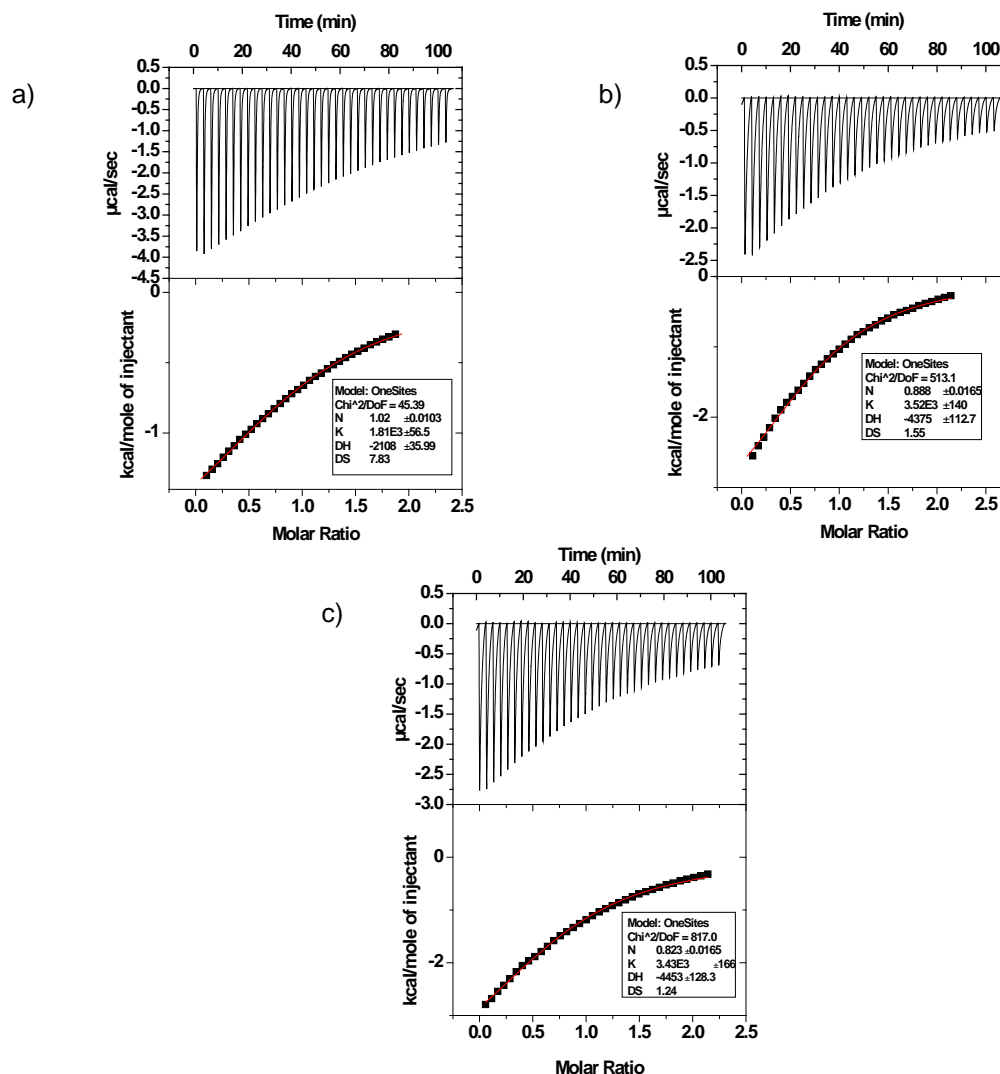 a)
Time (min)
0 20 40 60 80 100
0.5
0.0
-0.5
-1.0
-1.5
-2.0
-2.5
-3.0
-3.5
-4.0
-4.5
µcal/sec
0
-1
kcal/mole of injectant
Model: OneSites
Chi^2/DoF = 45.39
N 1.02 ±0.0103
K 1.81E3 ±56.5
DH -2108 ±35.99
DS 7.83
0.0 0.5 1.0 1.5 2.0 2.5
Molar Ratio
b)
Time (min)
0 20 40 60 80 100
0.5
0.0
-0.5
-1.0
-1.5
-2.0
-2.5
µcal/sec
0
-2
kcal/mole of injectant
Model: OneSites
Chi^2/DoF = 513.1
N 0.888 ±0.0165
K 3.52E3 ±140
DH -4375 ±112.7
DS 1.55
0.0 0.5 1.0 1.5 2.0 2.5
Molar Ratio
c)
Time (min)
0 20 40 60 80 100
0.5
0.0
-0.5
-1.0
-1.5
-2.0
-2.5
-3.0
µcal/sec
0
-2
kcal/mole of injectant
Model: OneSites
Chi^2/DoF = 817.0
N 0.823 ±0.0165
K 3.43E3 ±166
DH -4453 ±128.3
DS 1.24
0.0 0.5 1.0 1.5 2.0 2.5
Molar Ratio